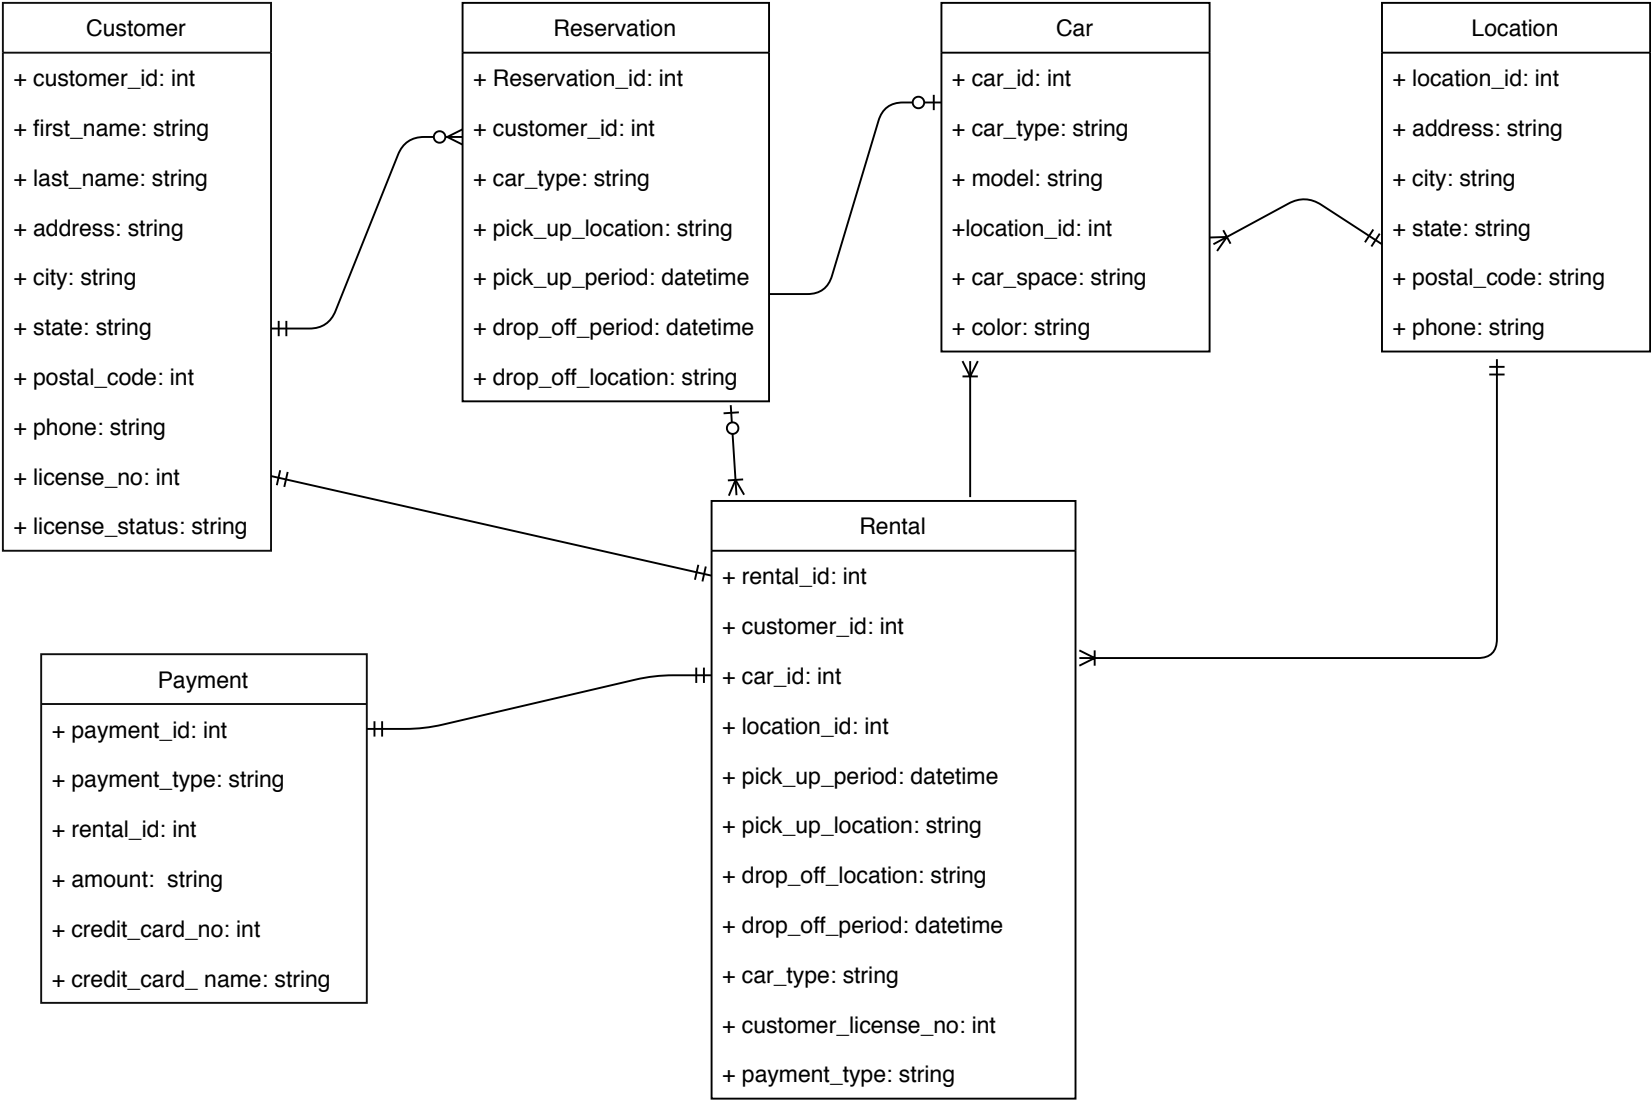 Customer
+ customer_id: int
+ first_name: string
+ last_name: string
+ address: string
+ city: string
+ state: string
+ postal_code: int
+ phone: string
+ license_no: int
+ license_status: string
Reservation
+ Reservation_id: int
+ customer_id: int
+ car_type: string
+ pick_up_location: string
+ pick_up_period: datetime
+ drop_off_period: datetime
+ drop_off_location: string
Car
+ car_id: int
+ car_type: string
+ model: string
+location_id: int
+ car_space: string
+ color: string
Location
+ location_id: int
+ address: string
+ city: string
+ state: string
+ postal_code: string
+ phone: string
Payment
+ payment_id: int
+ payment_type: string
+ rental_id: int
+ amount:  string
+ credit_card_no: int
+ credit_card_ name: string
Rental
+ rental_id: int
+ customer_id: int
+ car_id: int
+ location_id: int
+ pick_up_period: datetime
+ pick_up_location: string
+ drop_off_location: string
+ drop_off_period: datetime
+ car_type: string
+ customer_license_no: int
+ payment_type: string